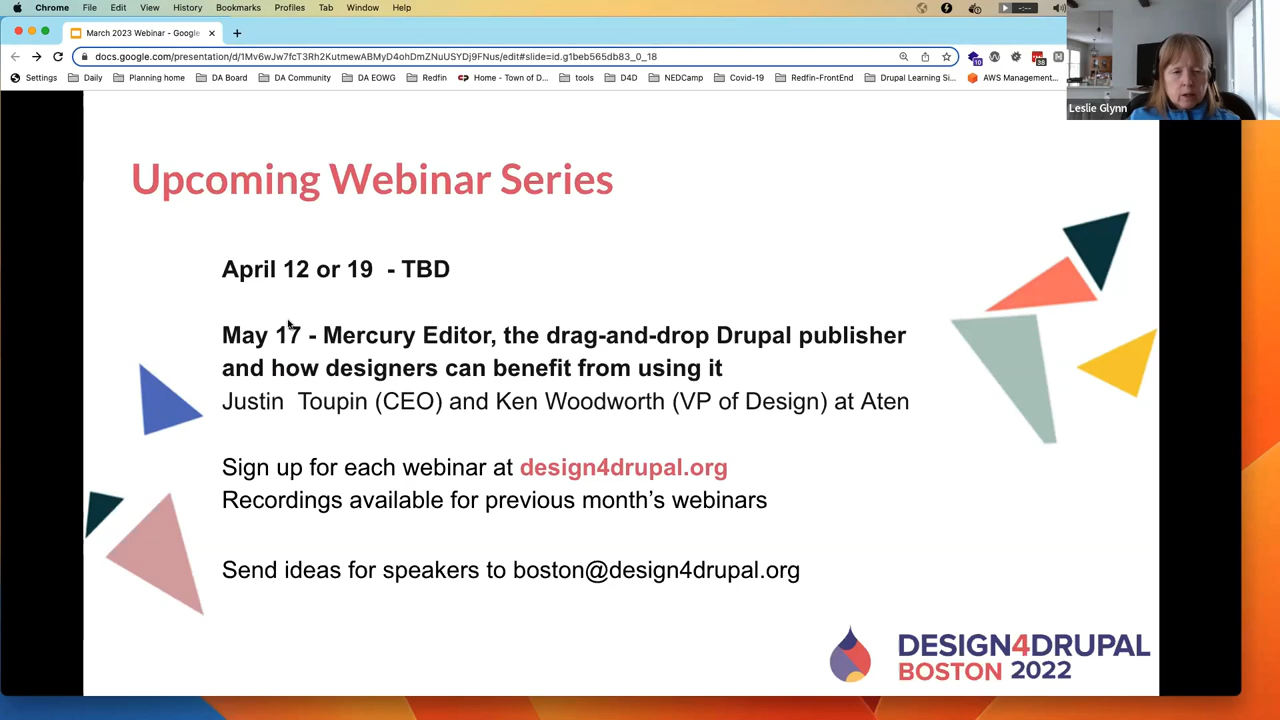 Chrome File Edit View History Bookmarks Profiles Tab Window Help
March 2023 Webinar - Google
docs.google.com/presentation/d/1Mv6wJw7fcT3Rh2KutmewABMyD4ohDmZNuUSYDj9FNus/edit#slide=id.g1beb565db83_0_18
10
38
Settings Daily Planning home DA Board DA Community DA EOWG Redfin Home - Town of D... tools D4D NEDCamp Covid-19 Redfin-FrontEnd Drupal Learning Si... AWS Management...
Leslie Glynn
Upcoming Webinar Series
April 12 or 19 - TBD
May 17 - Mercury Editor, the drag-and-drop Drupal publisher
and how designers can benefit from using it
Justin Toupin (CEO) and Ken Woodworth (VP of Design) at Aten
Sign up for each webinar at design4drupal.org
Recordings available for previous month's webinars
Send ideas for speakers to boston@design4drupal.org
DESIGN4DRUPAL
BOSTON 2022